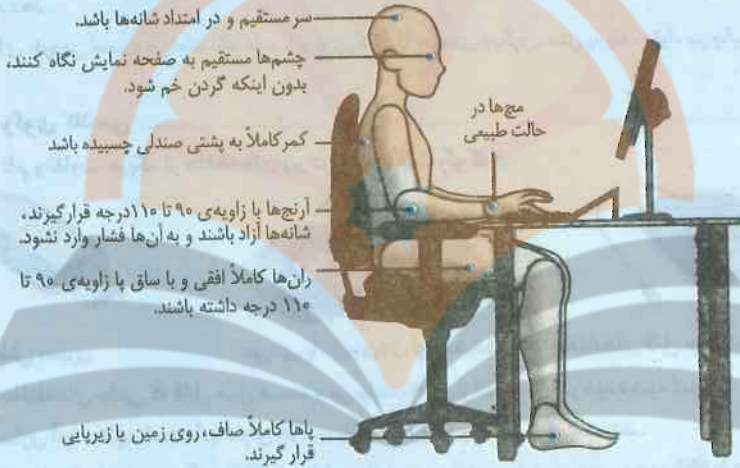 سر مستقیم و در امتداد شانه‌ها باشد.
چشم‌ها مستقیم به صفحه نمایش نگاه کنند،
بدون اینکه گردن خم شود.
مچ‌ها در
حالت طبیعی
کمر کاملاً به پشتی صندلی چسبیده باشد
آرنج‌ها با زاویه‌ی ۹۰ تا ۱۱۰ درجه قرار گیرند،
شانه‌ها آزاد باشند و به آن‌ها فشار وارد نشود.
ران‌ها کاملاً افقی و با ساق پا زاویه‌ی ۹۰ تا
۱۱۰ درجه داشته باشند.
پاها کاملاً صاف، روی زمین یا زیرپایی
قرار گیرند.